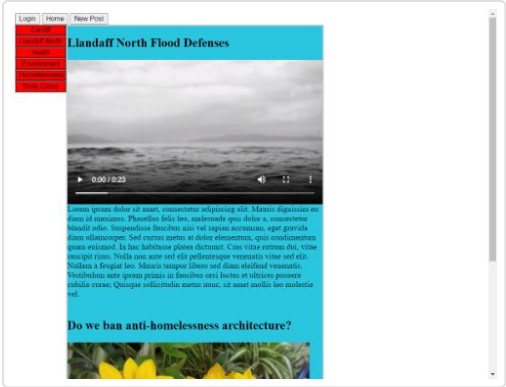 Login Home New Post
Cardiff
Llandaff North
Health
Environment
Homelessness
Llandaff North Flood Defenses
0:00 / 0:23
Lorem ipsum dolor sit amet, consectetur adipiscing elit. Mauris dignissim eu
diam id maximus. Phasellus felis leo, malesuada quis dolor a, consectetur
blandit odio. Suspendisse faucibus nisi vel sapien accumsan, eget gravida
diam ullamcorper. Sed cursus metus at dolor elementum, quis condimentum
quam euismod. In hac habitasse platea dictumst. Cras vitae rutrum dui, vitae
suscipit risus. Nulla non ante sed elit pellentesque venenatis vitae sed elit.
Nullam a feugiat leo. Mauris tempor libero sed diam eleifend venenatis.
Vestibulum ante ipsum primis in faucibus orci luctus et ultrices posuere
cubilia curae; Quisque sollicitudin metus nunc, sit amet mollis leo molestie
vel.
Do we ban anti-homelessness architecture?